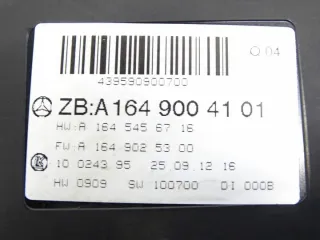 Q 04
439590900700
ZB:A 164 900 41 01
HW:A 164 545 67 16
FW:A 164 902 53 00
10 0243 95 25 09 12 16
HW 0909 SW 100700 DI 000B